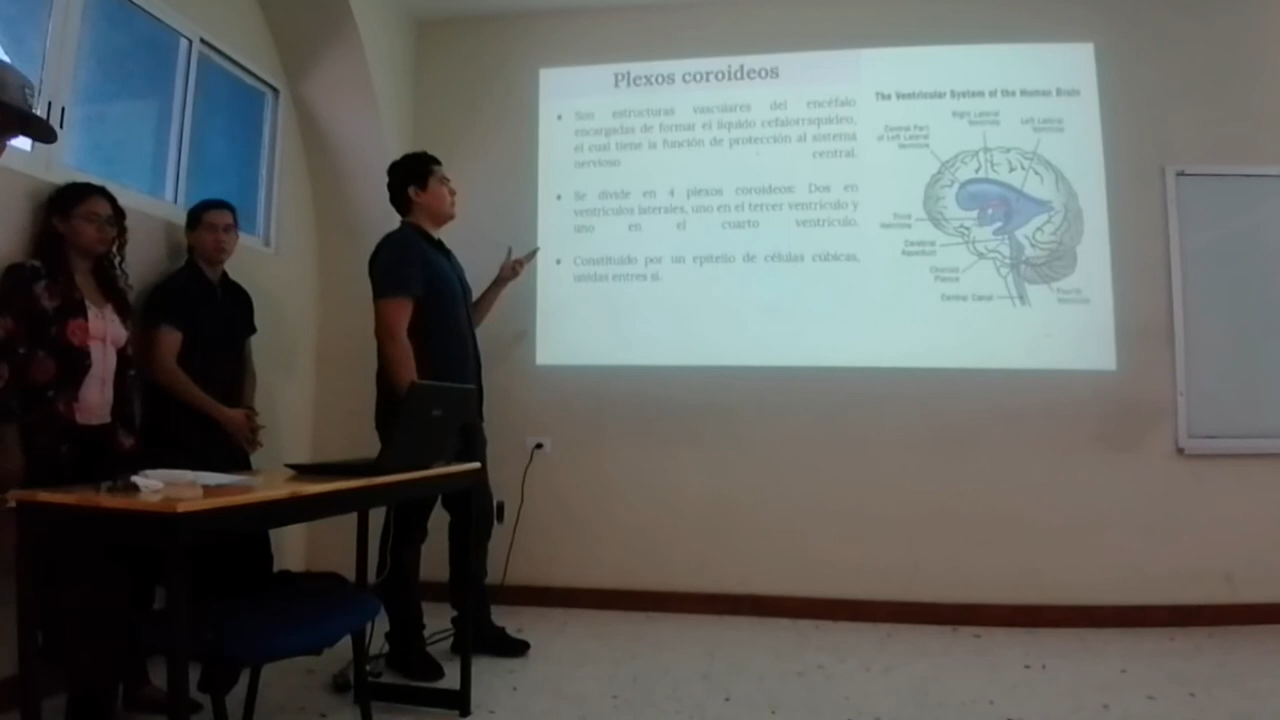 Plexos coroideos
Son estructuras vasculares del encéfalo
encargadas de formar el líquido cefalorraquídeo,
el cual tiene la función de protección al sistema
nervioso central.
Se divide en 4 plexos coroideos: Dos en
ventrículos laterales, uno en el tercer ventrículo y
uno en el cuarto ventrículo.
Constituido por un epitelio de células cúbicas,
unidas entres sí.
The Ventricular System of the Human Brain
Right Lateral
Ventricle
Left Lateral
Ventricle
Central Part
of Left Lateral
Ventricle
Third
Ventricle
Cerebral
Aqueduct
Choroid
Plexus
Central Canal
Fourth
Ventricle